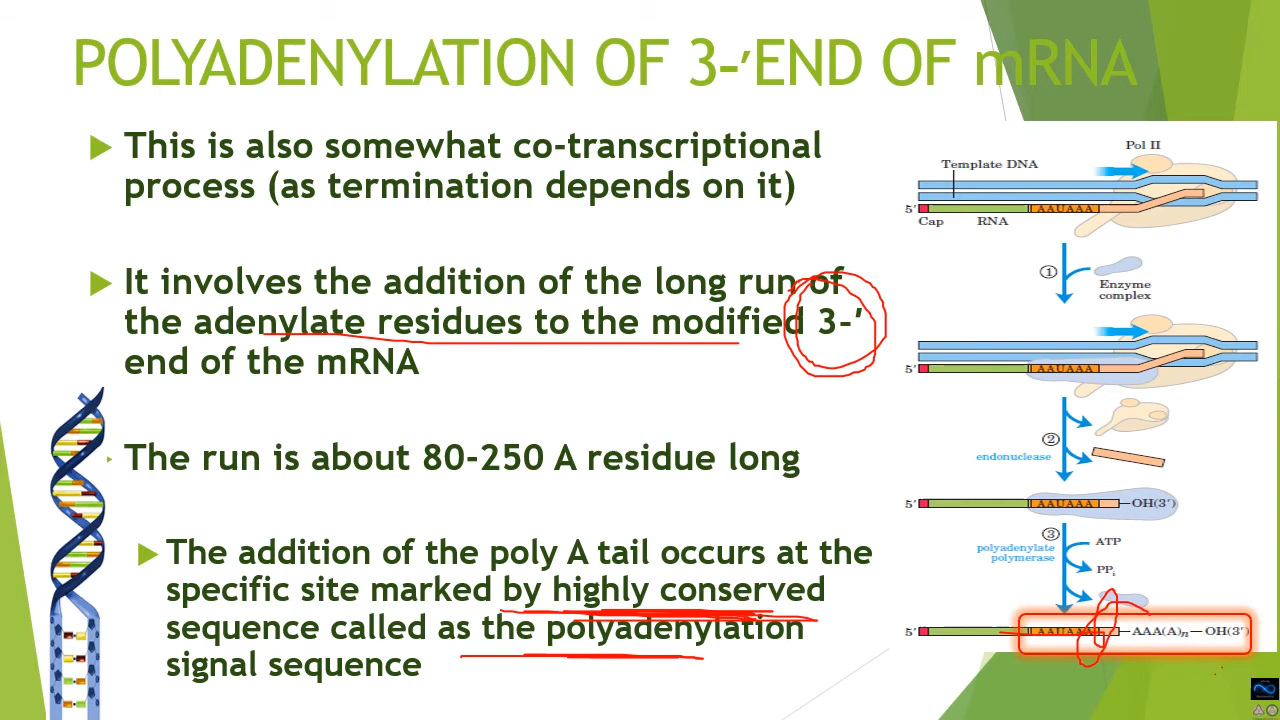 POLYADENYLATION OF 3-′END OF mRNA
This is also somewhat co-transcriptional
process (as termination depends on it)
It involves the addition of the long run of
the adenylate residues to the modified 3-′
end of the mRNA
The run is about 80-250 A residue long
The addition of the poly A tail occurs at the
specific site marked by highly conserved
sequence called as the polyadenylation
signal sequence
Pol II
Template DNA
5′
AAUAAA
Cap
RNA
1
Enzyme
complex
5′
AAUAAA
2
endonuclease
5′
AAUAAA
OH(3′)
3
polyadenylate
polymerase
ATP
PPi
5′
AAUAAA
AAA(A)n
OH(3′)